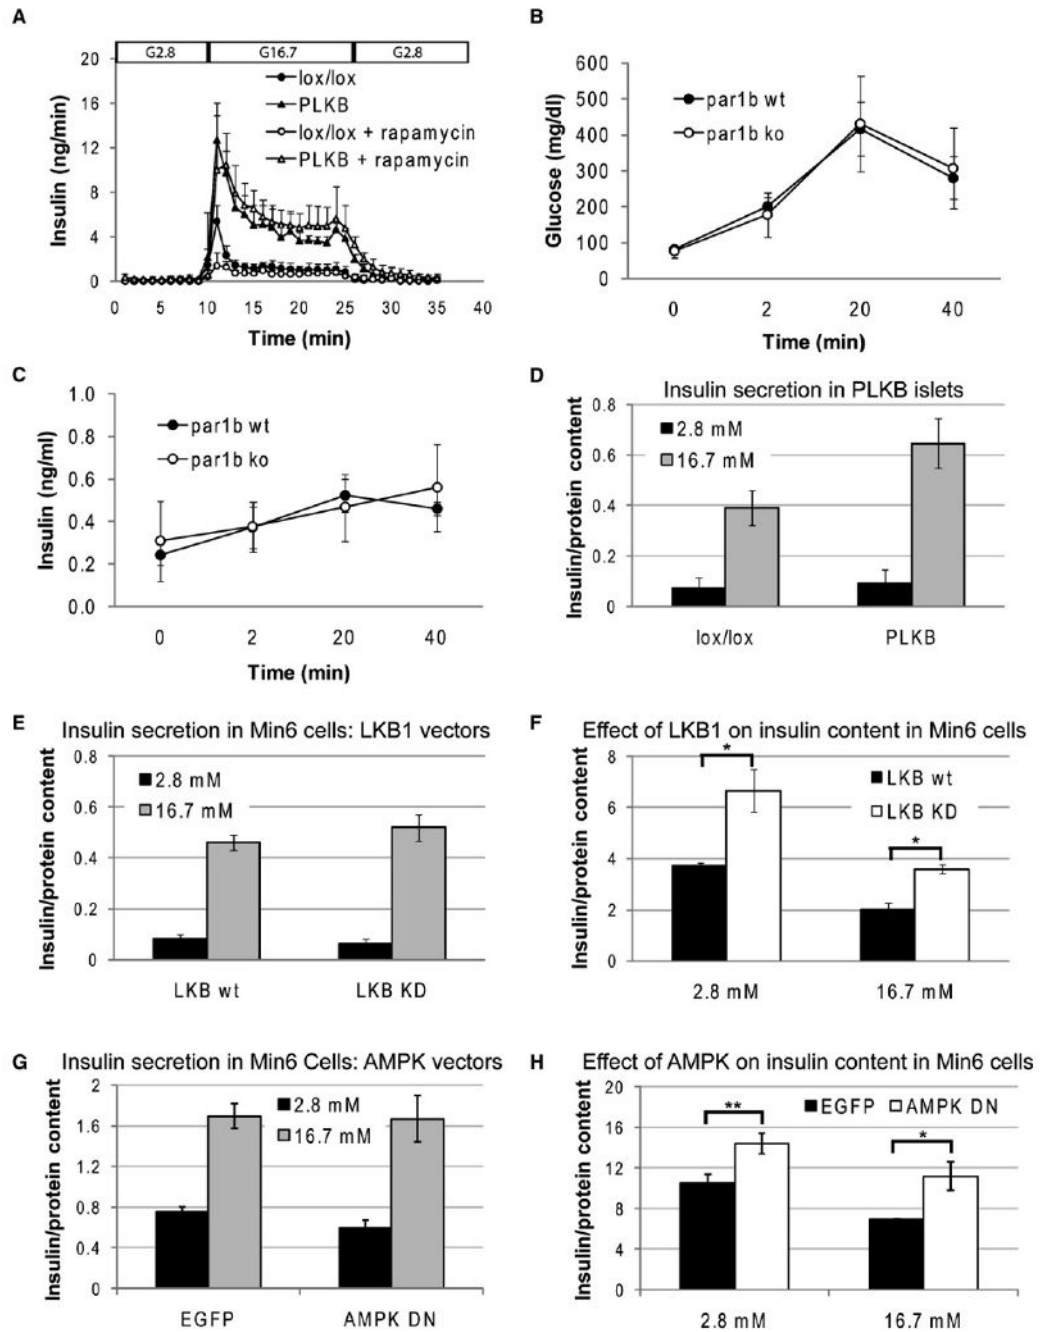 A
G2.8 G16.7 G2.8
20
16
12
8
4
0
Insulin (ng/min)
lox/lox
PLKB
lox/lox + rapamycin
PLKB + rapamycin
0 5 10 15 20 25 30 35 40
Time (min)
B
600
500
400
300
200
100
0
Glucose (mg/dl)
par1b wt
par1b ko
0 2 20 40
Time (min)
C
1.0
0.8
0.6
0.4
0.2
0.0
Insulin (ng/ml)
par1b wt
par1b ko
0 2 20 40
Time (min)
D
Insulin secretion in PLKB islets
0.8
0.6
0.4
0.2
0
Insulin/protein content
2.8 mM
16.7 mM
lox/lox PLKB
E
Insulin secretion in Min6 cells: LKB1 vectors
0.8
0.6
0.4
0.2
0
Insulin/protein content
2.8 mM
16.7 mM
LKB wt LKB KD
F
Effect of LKB1 on insulin content in Min6 cells
8
6
4
2
0
Insulin/protein content
* *
LKB wt
LKB KD
2.8 mM 16.7 mM
G
Insulin secretion in Min6 Cells: AMPK vectors
2
1.6
1.2
0.8
0.4
0
Insulin/protein content
2.8 mM
16.7 mM
EGFP AMPK DN
H
Effect of AMPK on insulin content in Min6 cells
20
16
12
8
4
0
Insulin/protein content
** *
EGFP AMPK DN
2.8 mM 16.7 mM